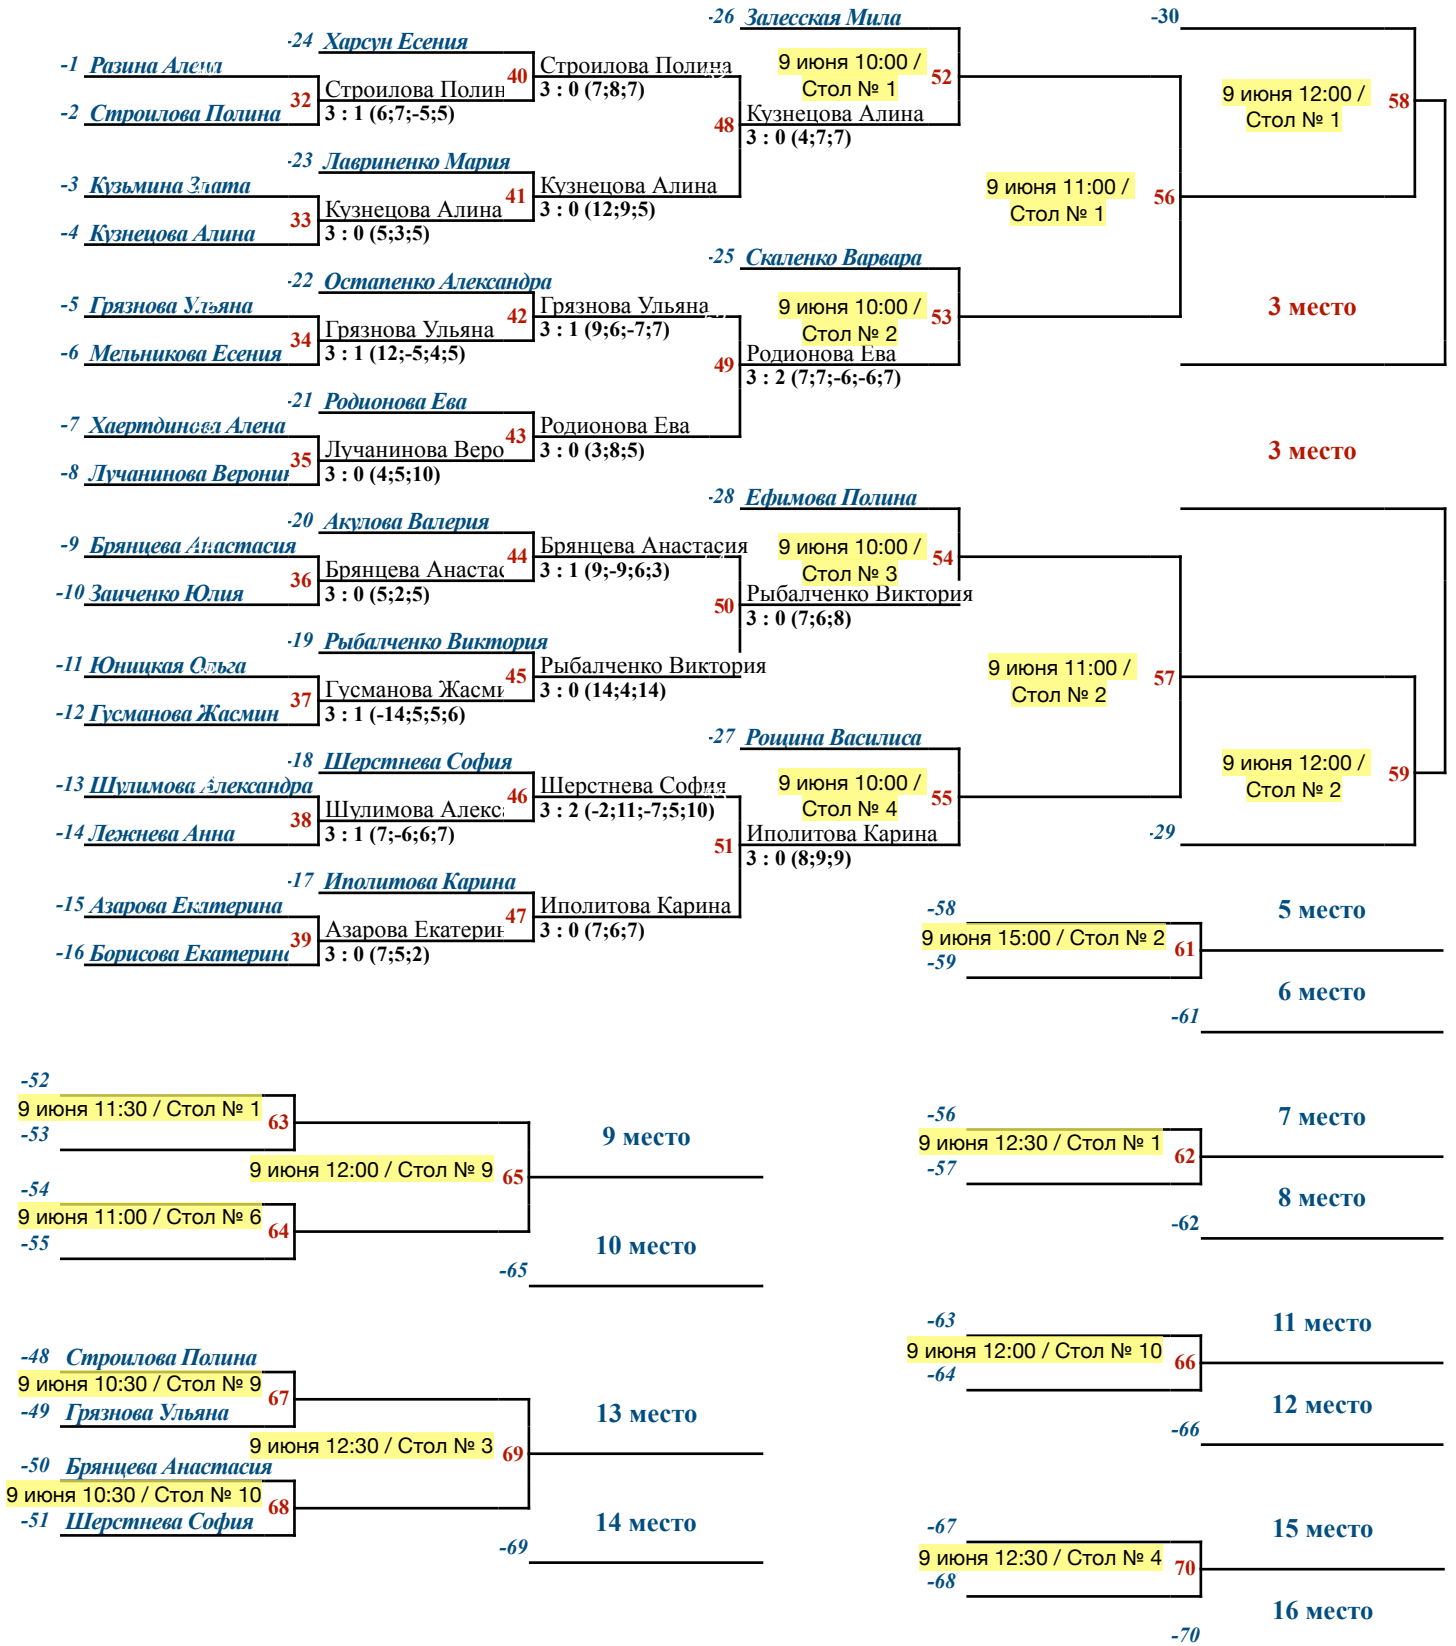 -26 Залесская Мила
-30
-24 Харсун Есения
-1 Разина Алена
40 Строилова Полина
9 июня 10:00 /
Стол № 1
52
32 Строилова Полин
3 : 0 (7;8;7)
9 июня 12:00 /
Стол № 1
58
-2 Строилова Полина
3 : 1 (6;7;-5;5)
48 Кузнецова Алина
3 : 0 (4;7;7)
-23 Лавриненко Мария
-3 Кузьмина Злата
41 Кузнецова Алина
9 июня 11:00 /
Стол № 1
56
33 Кузнецова Алина
3 : 0 (12;9;5)
-4 Кузнецова Алина
3 : 0 (5;3;5)
-25 Скаленко Варвара
-22 Остапенко Александра
-5 Грязнова Ульяна
42 Грязнова Ульяна
9 июня 10:00 /
Стол № 2
53
3 место
34 Грязнова Ульяна
3 : 1 (9;6;-7;7)
-6 Мельникова Есения
3 : 1 (12;-5;4;5)
49 Родионова Ева
3 : 2 (7;7;-6;-6;7)
-21 Родионова Ева
-7 Хаертдинова Алена
43 Родионова Ева
35 Лучанинова Веро
3 : 0 (3;8;5)
3 место
-8 Лучанинова Верони
3 : 0 (4;5;10)
-28 Ефимова Полина
-20 Акулова Валерия
-9 Брянцева Анастасия
44 Брянцева Анастасия
9 июня 10:00 /
Стол № 3
54
36 Брянцева Анастас
3 : 1 (9;-9;6;3)
-10 Заиченко Юлия
3 : 0 (5;2;5)
50 Рыбалченко Виктория
3 : 0 (7;6;8)
-19 Рыбалченко Виктория
-11 Юницкая Ольга
45 Рыбалченко Виктория
9 июня 11:00 /
Стол № 2
57
37 Гусманова Жасми
3 : 0 (14;4;14)
-12 Гусманова Жасмин
3 : 1 (-14;5;5;6)
-27 Рощина Василиса
-18 Шерстнева София
-13 Шулимова Александра
46 Шерстнева София
9 июня 10:00 /
Стол № 4
55
9 июня 12:00 /
Стол № 2
59
38 Шулимова Алекс
3 : 2 (-2;11;-7;5;10)
-14 Лежнева Анна
3 : 1 (7;-6;6;7)
51 Иполитова Карина
3 : 0 (8;9;9)
-29
-17 Иполитова Карина
-15 Азарова Екатерина
47 Иполитова Карина
39 Азарова Екатерин
3 : 0 (7;6;7)
-16 Борисова Екатерин
3 : 0 (7;5;2)
-58
5 место
9 июня 15:00 / Стол № 2
61
-59
6 место
-61
-52
9 июня 11:30 / Стол № 1
63
-53
9 место
9 июня 12:00 / Стол № 9
65
-54
9 июня 11:00 / Стол № 6
64
-55
10 место
-65
-56
7 место
9 июня 12:30 / Стол № 1
62
-57
8 место
-62
-48 Строилова Полина
9 июня 10:30 / Стол № 9
67
-49 Грязнова Ульяна
13 место
9 июня 12:30 / Стол № 3
69
-50 Брянцева Анастасия
9 июня 10:30 / Стол № 10
68
-51 Шерстнева София
14 место
-69
-63
11 место
9 июня 12:00 / Стол № 10
66
-64
12 место
-66
-67
15 место
9 июня 12:30 / Стол № 4
70
-68
16 место
-70